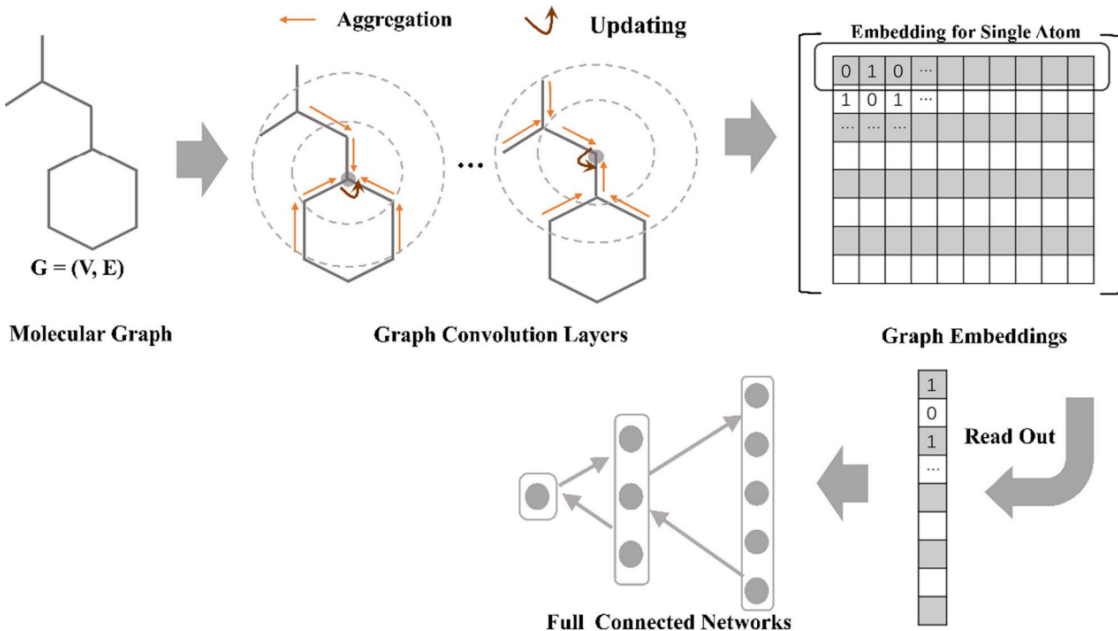 Aggregation
Updating
Embedding for Single Atom
0 1 0 ...
1 0 1 ...
... ... ...
...
G = (V, E)
Molecular Graph
Graph Convolution Layers
Graph Embeddings
1
0
1
...
Read Out
Full Connected Networks